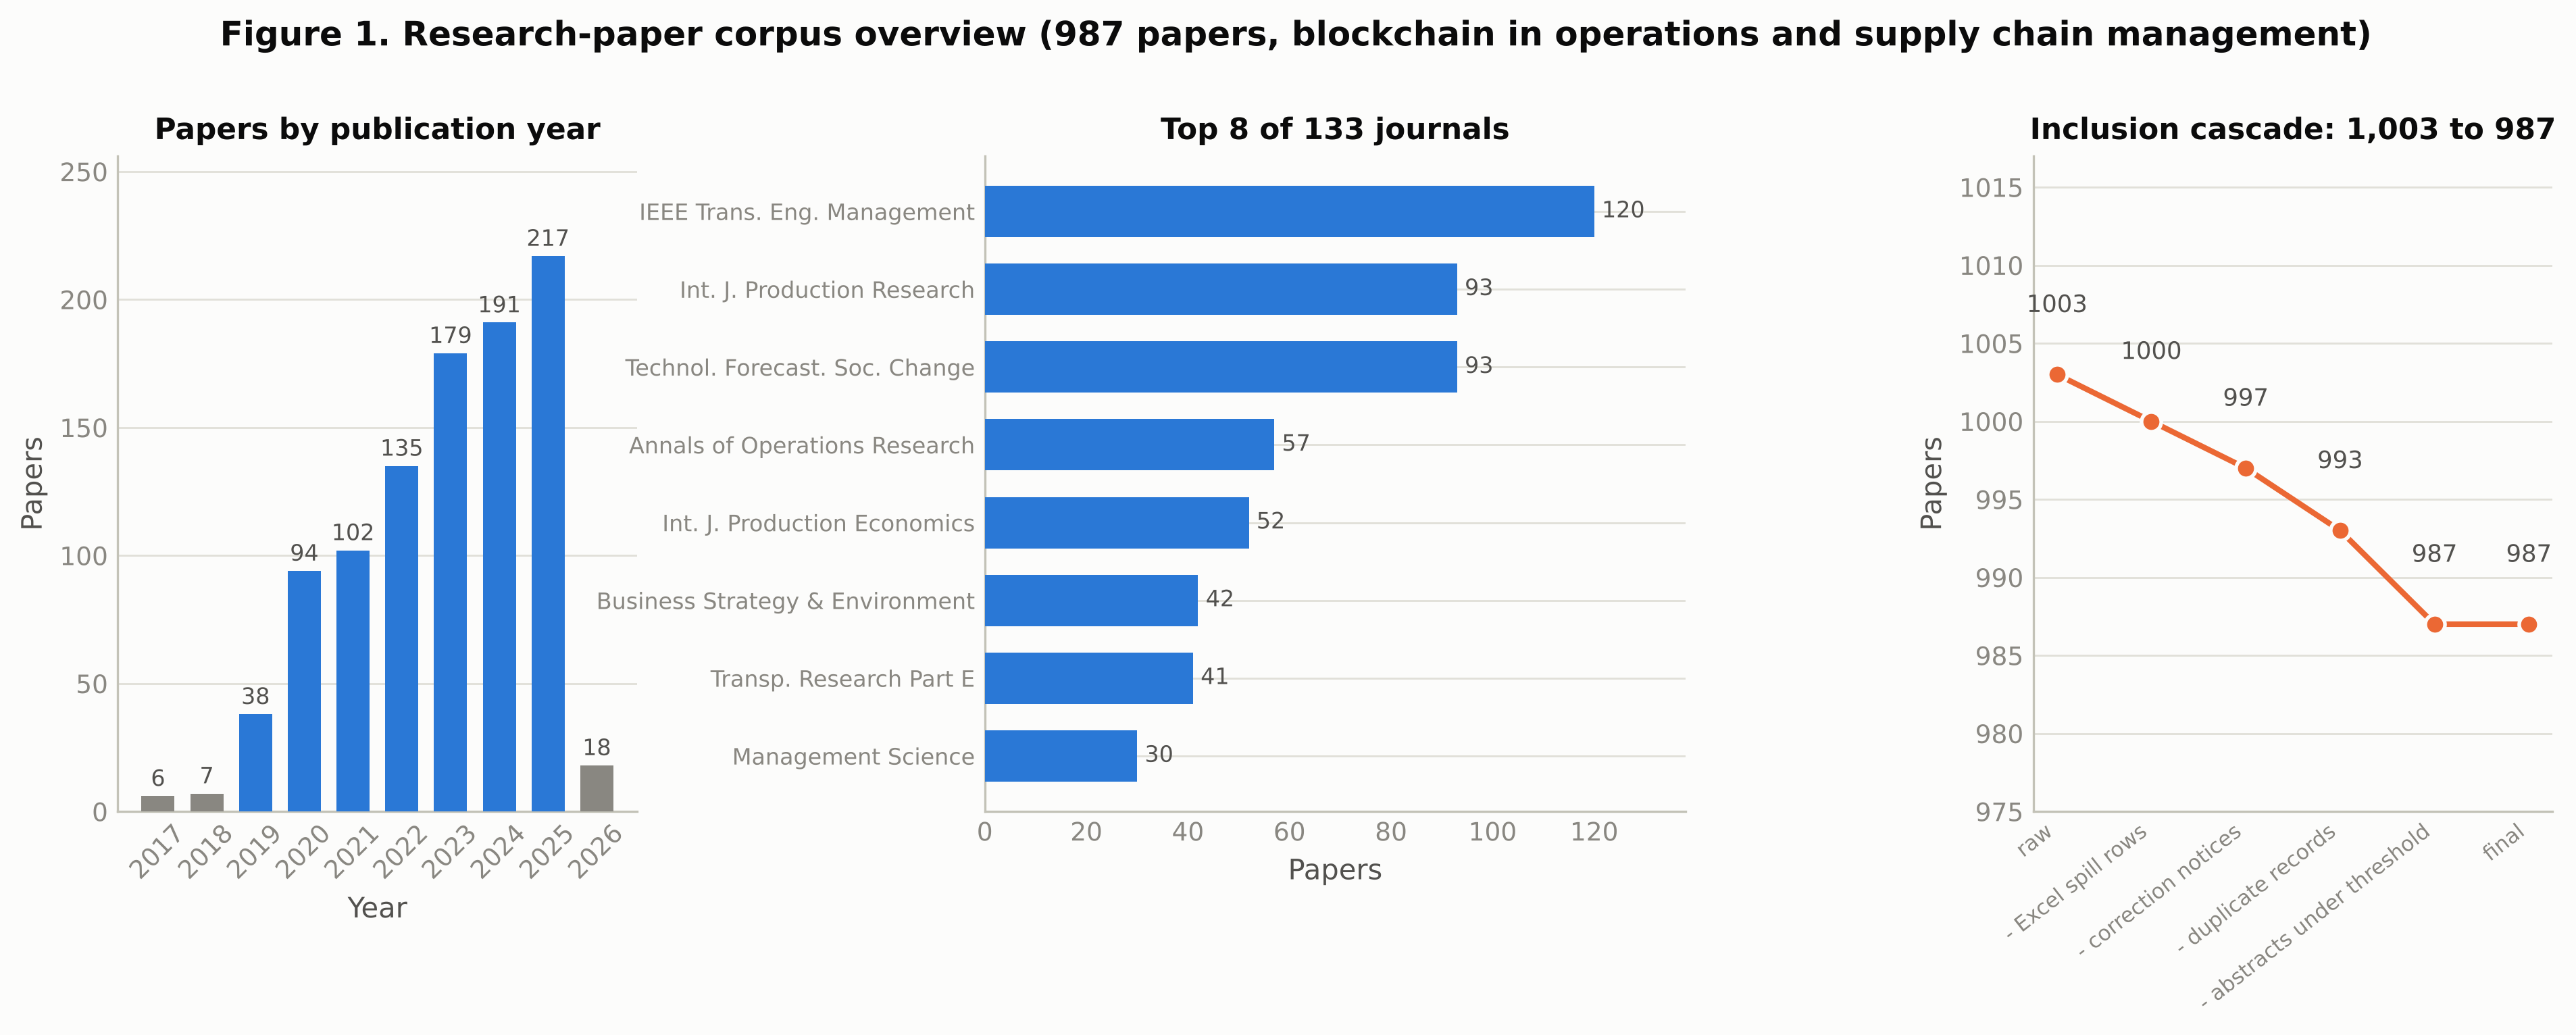 Figure 1. Research-paper corpus overview (987 papers, blockchain in operations and supply chain management)
Papers by publication year
Papers
250
200
150
100
50
0
6
7
38
94
102
135
179
191
217
18
2017
2018
2019
2020
2021
2022
2023
2024
2025
2026
Year
Top 8 of 133 journals
IEEE Trans. Eng. Management
120
Int. J. Production Research
93
Technol. Forecast. Soc. Change
93
Annals of Operations Research
57
Int. J. Production Economics
52
Business Strategy & Environment
42
Transp. Research Part E
41
Management Science
30
0
20
40
60
80
100
120
Papers
Inclusion cascade: 1,003 to 987
Papers
1015
1010
1005
1000
995
990
985
980
975
1003
1000
997
993
987
987
raw
- Excel spill rows
- correction notices
- duplicate records
- abstracts under threshold
final